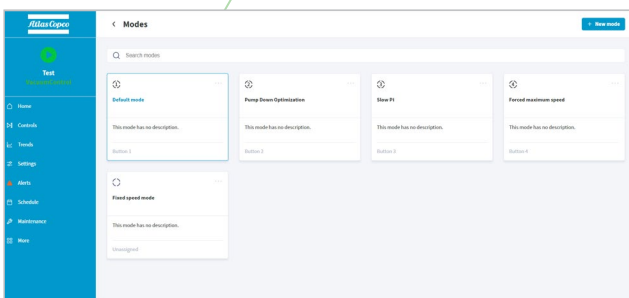 Atlas Copco
Test
Home
Controls
Trends
Settings
Alerts
Schedule
Maintenance
More
< Modes
+ New mode
Search modes
Default mode
This mode has no description.
Button 1
Pump Down Optimization
This mode has no description.
Button 2
Slow PI
This mode has no description.
Button 3
Forced maximum speed
This mode has no description.
Button 4
Fixed speed mode
This mode has no description.
Unassigned